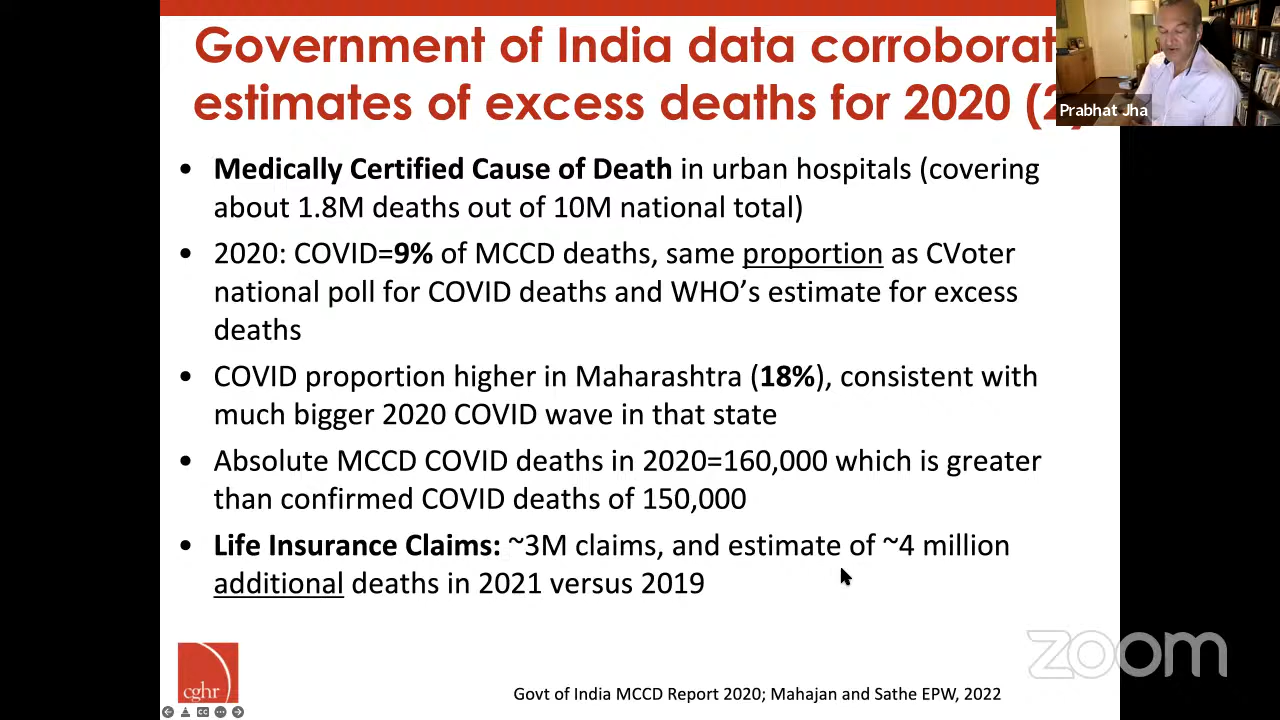 Government of India data corroborat
estimates of excess deaths for 2020 (2)
Prabhat Jha
• Medically Certified Cause of Death in urban hospitals (covering
about 1.8M deaths out of 10M national total)
• 2020: COVID=9% of MCCD deaths, same proportion as CVoter
national poll for COVID deaths and WHO’s estimate for excess
deaths
• COVID proportion higher in Maharashtra (18%), consistent with
much bigger 2020 COVID wave in that state
• Absolute MCCD COVID deaths in 2020=160,000 which is greater
than confirmed COVID deaths of 150,000
• Life Insurance Claims: ~3M claims, and estimate of ~4 million
additional deaths in 2021 versus 2019
zoom
cghr
Govt of India MCCD Report 2020; Mahajan and Sathe EPW, 2022